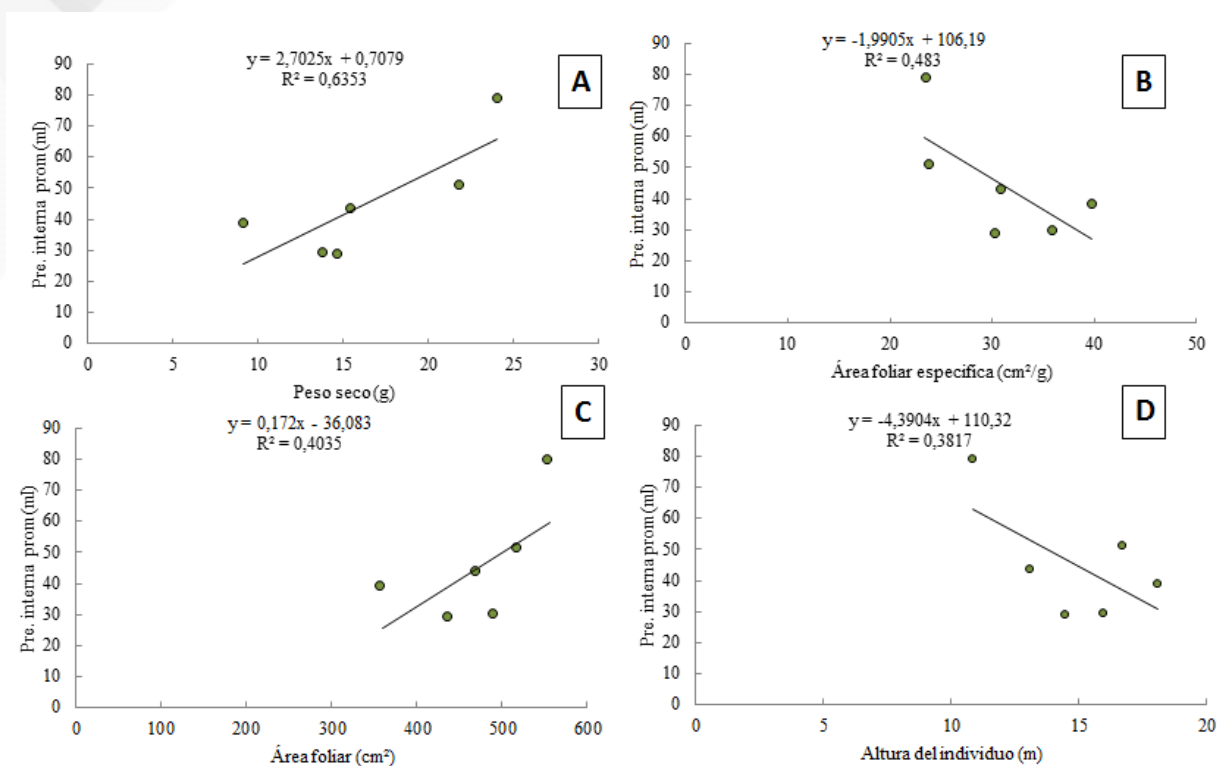 y = 2,7025x + 0,7079
R² = 0,6353
A
Pre. interna prom (ml)
90
80
70
60
50
40
30
20
10
0
0 5 10 15 20 25 30
Peso seco (g)
y = -1,9905x + 106,19
R² = 0,483
B
Pre. interna prom (ml)
90
80
70
60
50
40
30
20
10
0
0 10 20 30 40 50
Área foliar especifica (cm²/g)
y = 0,172x - 36,083
R² = 0,4035
C
Pre. interna prom (ml)
90
80
70
60
50
40
30
20
10
0
0 100 200 300 400 500 600
Área foliar (cm²)
y = -4,3904x + 110,32
R² = 0,3817
D
Pre. interna prom (ml)
90
80
70
60
50
40
30
20
10
0
0 5 10 15 20
Altura del individuo (m)